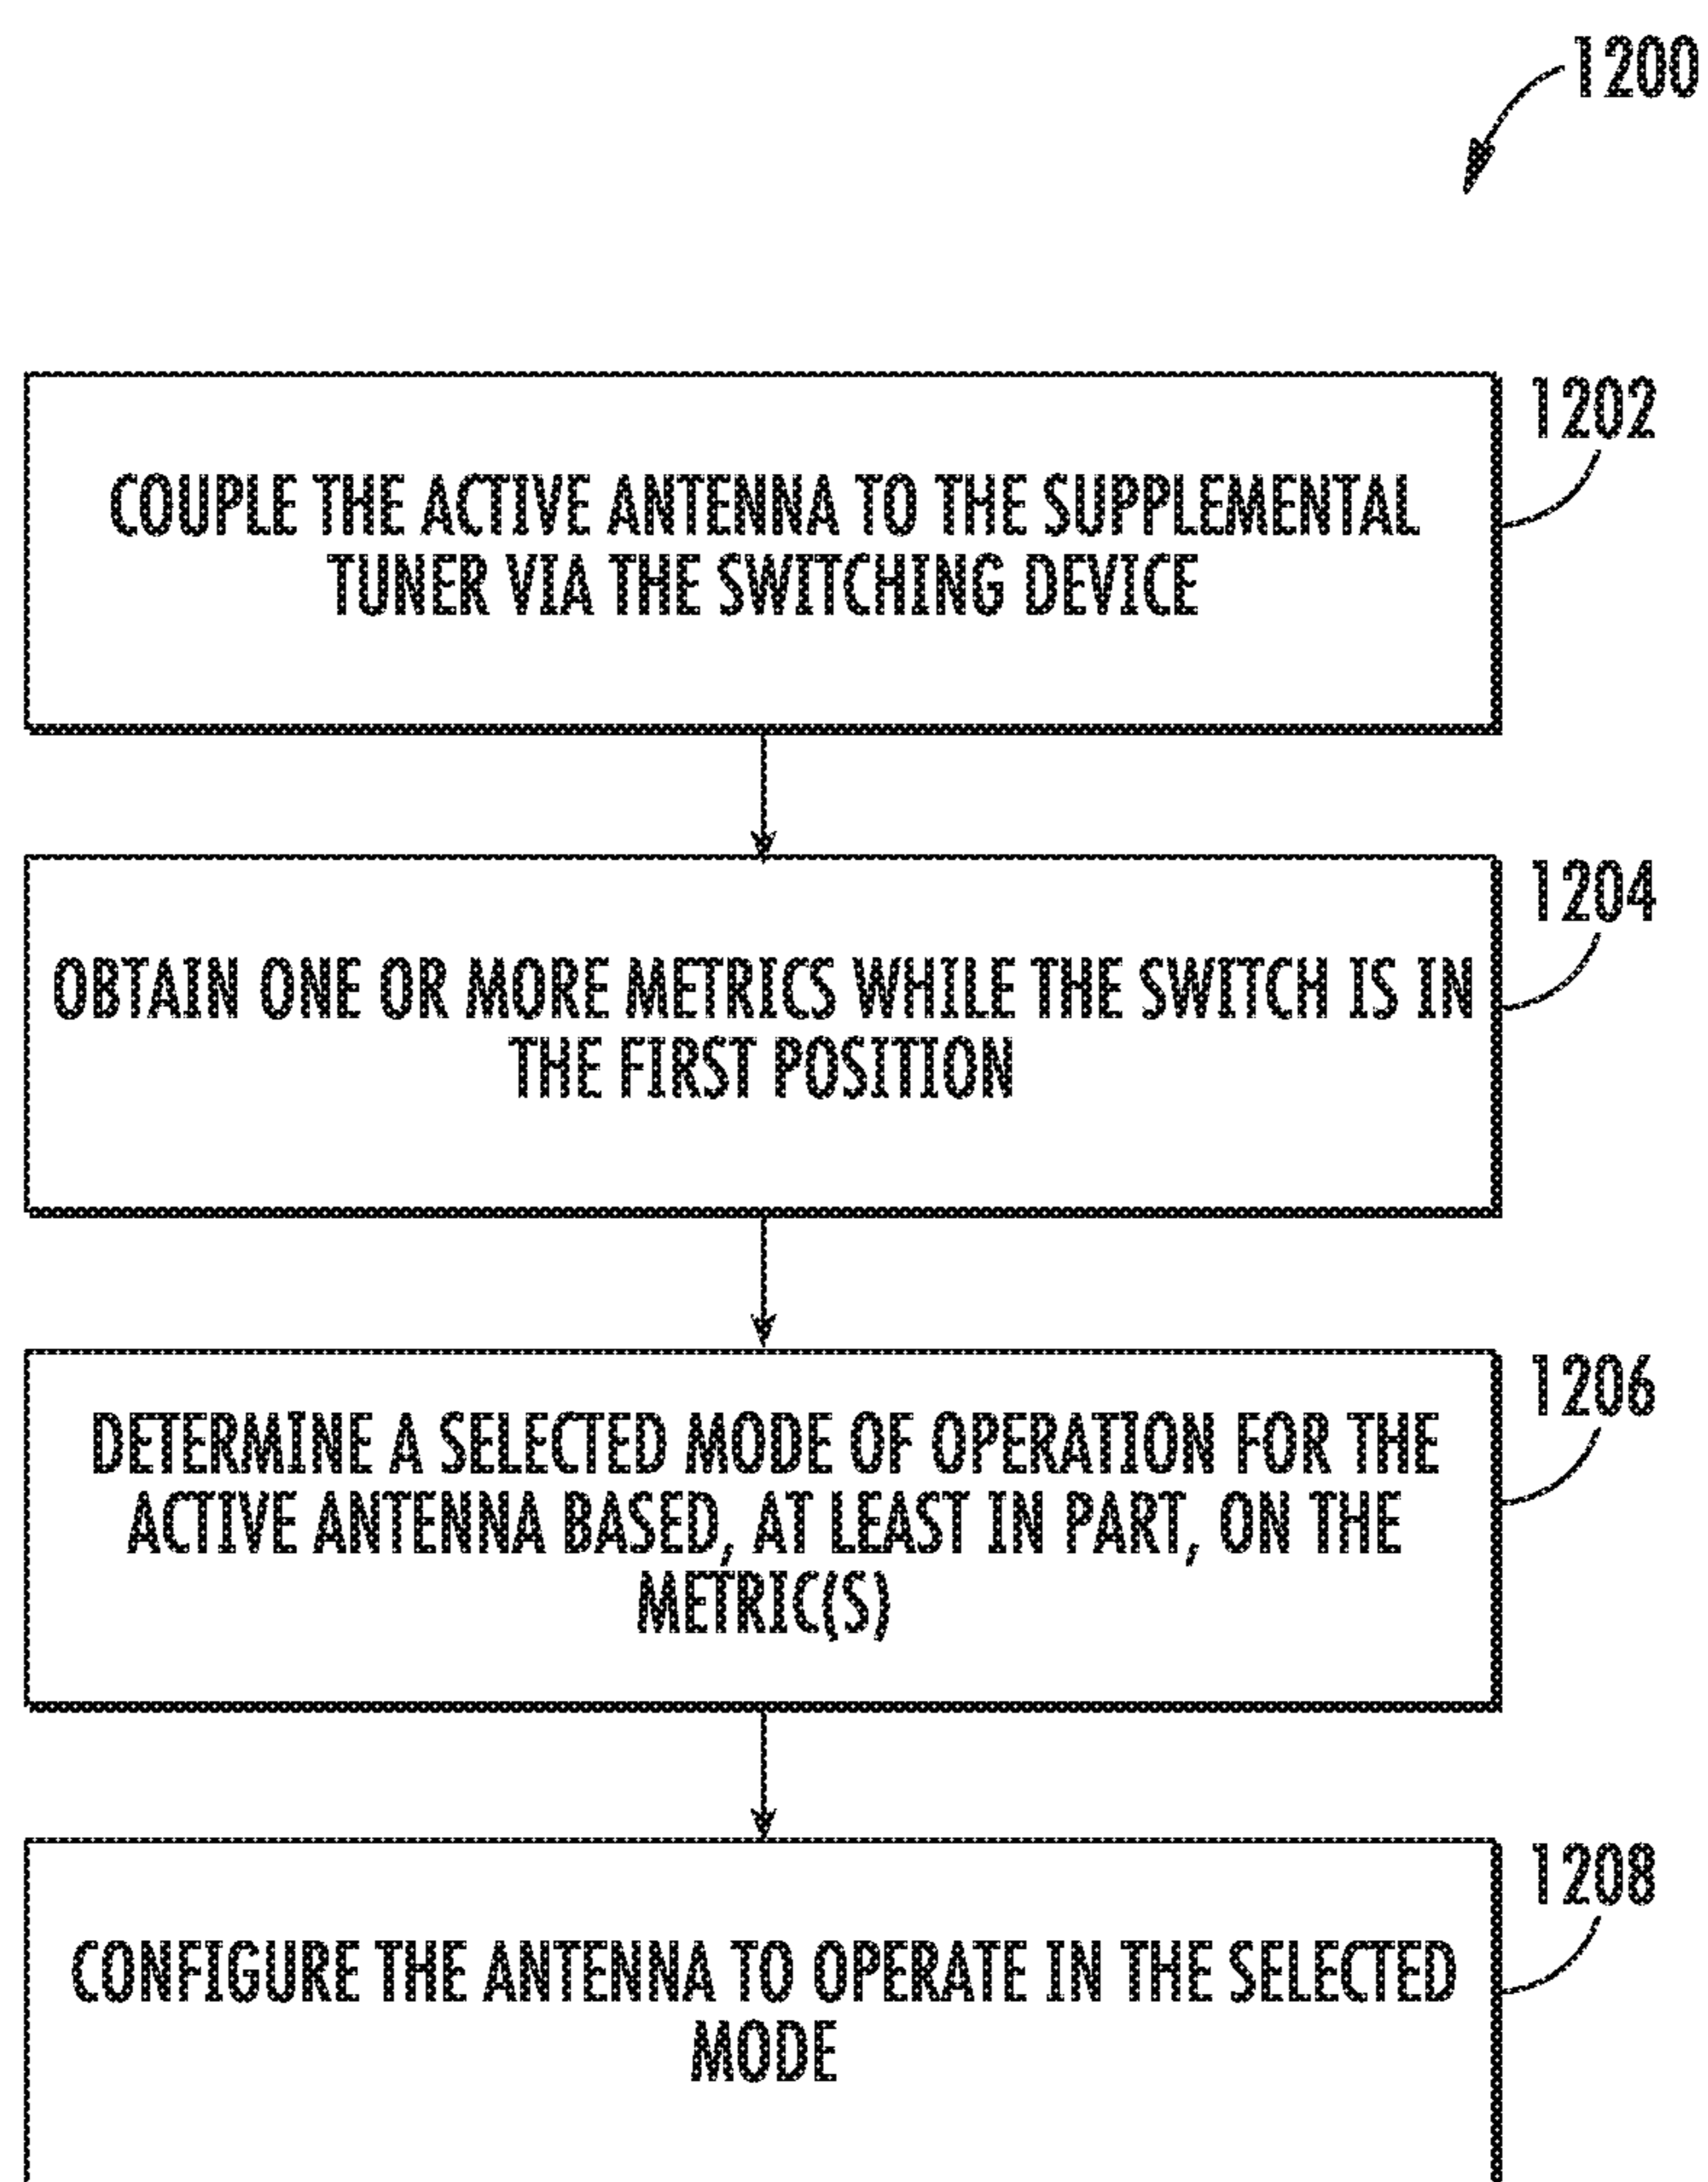 1200
1202
COUPLE THE ACTIVE ANTENNA TO THE SUPPLEMENTAL
TUNER VIA THE SWITCHING DEVICE
1204
OBTAIN ONE OR MORE METRICS WHILE THE SWITCH IS IN
THE FIRST POSITION
1206
DETERMINE A SELECTED MODE OF OPERATION FOR THE
ACTIVE ANTENNA BASED, AT LEAST IN PART, ON THE
METRIC(S)
1208
CONFIGURE THE ANTENNA TO OPERATE IN THE SELECTED
MODE